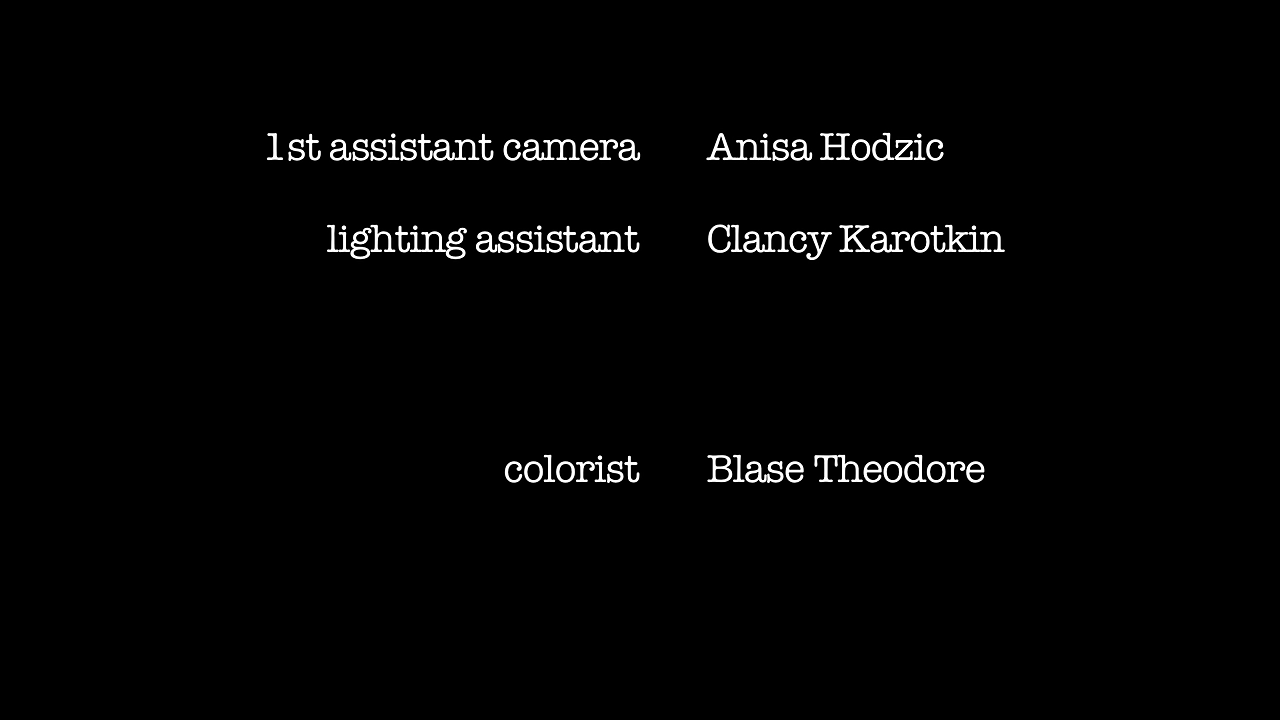 1st assistant camera Anisa Hodzic
lighting assistant Clancy Karotkin
colorist Blase Theodore